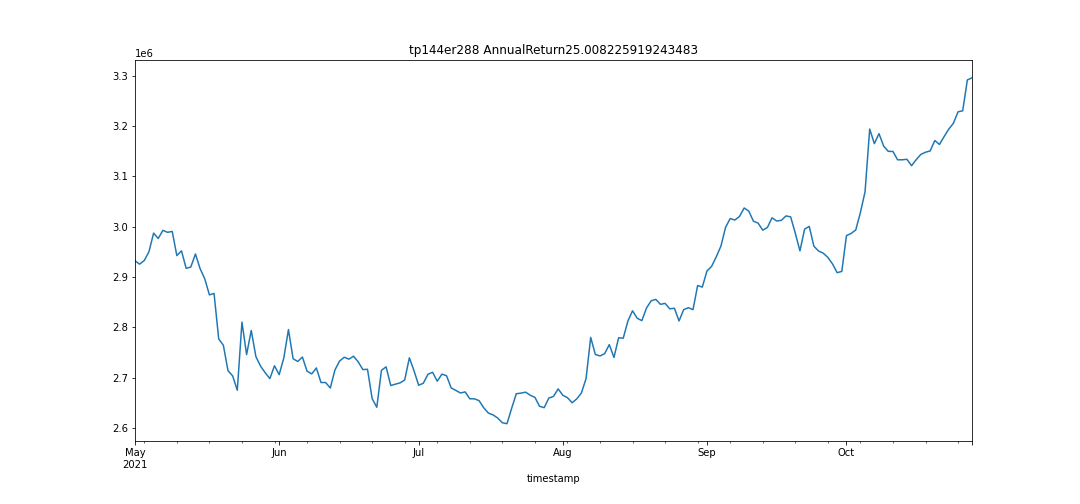 tp144er288 AnnualReturn25.008225919243483
1e6
3.3
3.2
3.1
3.0
2.9
2.8
2.7
2.6
May Jun Jul Aug Sep Oct
2021
timestamp